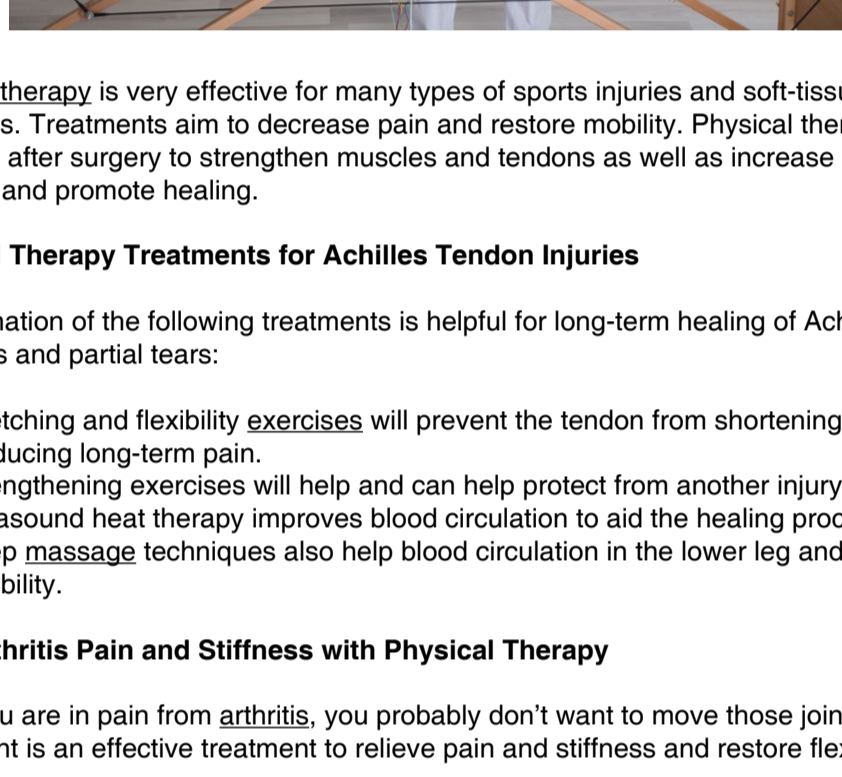 therapy is very effective for many types of sports injuries and soft-tissu
s. Treatments aim to decrease pain and restore mobility. Physical ther
after surgery to strengthen muscles and tendons as well as increase
and promote healing.
Therapy Treatments for Achilles Tendon Injuries
nation of the following treatments is helpful for long-term healing of Ach
s and partial tears:
tching and flexibility exercises will prevent the tendon from shortening
ducing long-term pain.
engthening exercises will help and can help protect from another injury
asound heat therapy improves blood circulation to aid the healing proc
p massage techniques also help blood circulation in the lower leg and
bility.
thritis Pain and Stiffness with Physical Therapy
u are in pain from arthritis, you probably don’t want to move those join
nt is an effective treatment to relieve pain and stiffness and restore flex